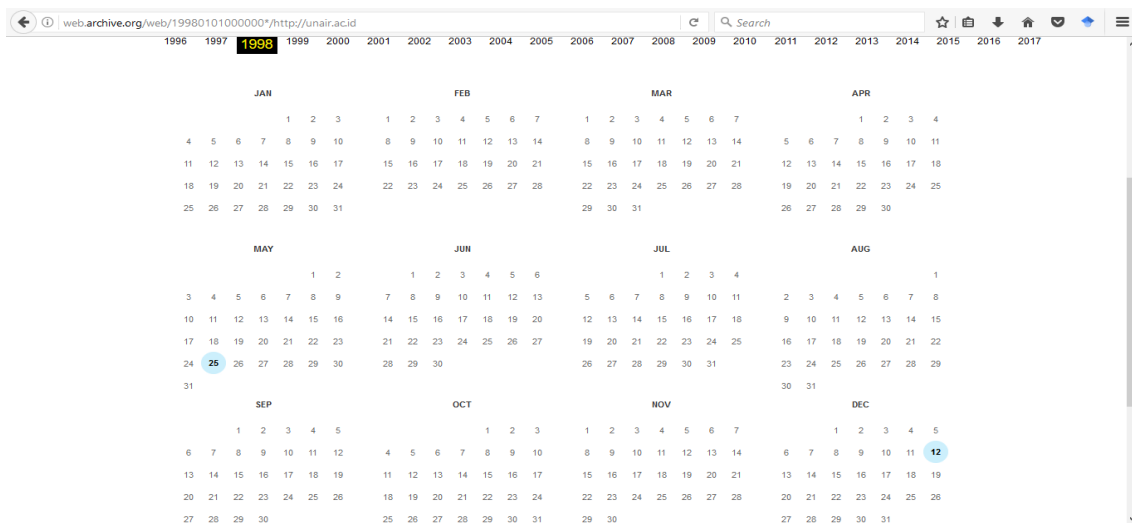 web.archive.org/web/19980101000000*/http://unair.ac.id Search
1996 1997 1998 1999 2000 2001 2002 2003 2004 2005 2006 2007 2008 2009 2010 2011 2012 2013 2014 2015 2016 2017
JAN FEB MAR APR
1 2 3 1 2 3 4 5 6 7 1 2 3 4 5 6 7 1 2 3 4
4 5 6 7 8 9 10 8 9 10 11 12 13 14 8 9 10 11 12 13 14 5 6 7 8 9 10 11
11 12 13 14 15 16 17 15 16 17 18 19 20 21 15 16 17 18 19 20 21 12 13 14 15 16 17 18
18 19 20 21 22 23 24 22 23 24 25 26 27 28 22 23 24 25 26 27 28 19 20 21 22 23 24 25
25 26 27 28 29 30 31 29 30 31 26 27 28 29 30
MAY JUN JUL AUG
1 2 1 2 3 4 5 6 1 2 3 4 1
3 4 5 6 7 8 9 7 8 9 10 11 12 13 5 6 7 8 9 10 11 2 3 4 5 6 7 8
10 11 12 13 14 15 16 14 15 16 17 18 19 20 12 13 14 15 16 17 18 9 10 11 12 13 14 15
17 18 19 20 21 22 23 21 22 23 24 25 26 27 19 20 21 22 23 24 25 16 17 18 19 20 21 22
24 25 26 27 28 29 30 28 29 30 26 27 28 29 30 31 23 24 25 26 27 28 29
31 30 31
SEP OCT NOV DEC
1 2 3 4 5 1 2 3 1 2 3 4 5 6 7 1 2 3 4 5
6 7 8 9 10 11 12 4 5 6 7 8 9 10 8 9 10 11 12 13 14 6 7 8 9 10 11 12
13 14 15 16 17 18 19 11 12 13 14 15 16 17 15 16 17 18 19 20 21 13 14 15 16 17 18 19
20 21 22 23 24 25 26 18 19 20 21 22 23 24 22 23 24 25 26 27 28 20 21 22 23 24 25 26
27 28 29 30 25 26 27 28 29 30 31 29 30 27 28 29 30 31